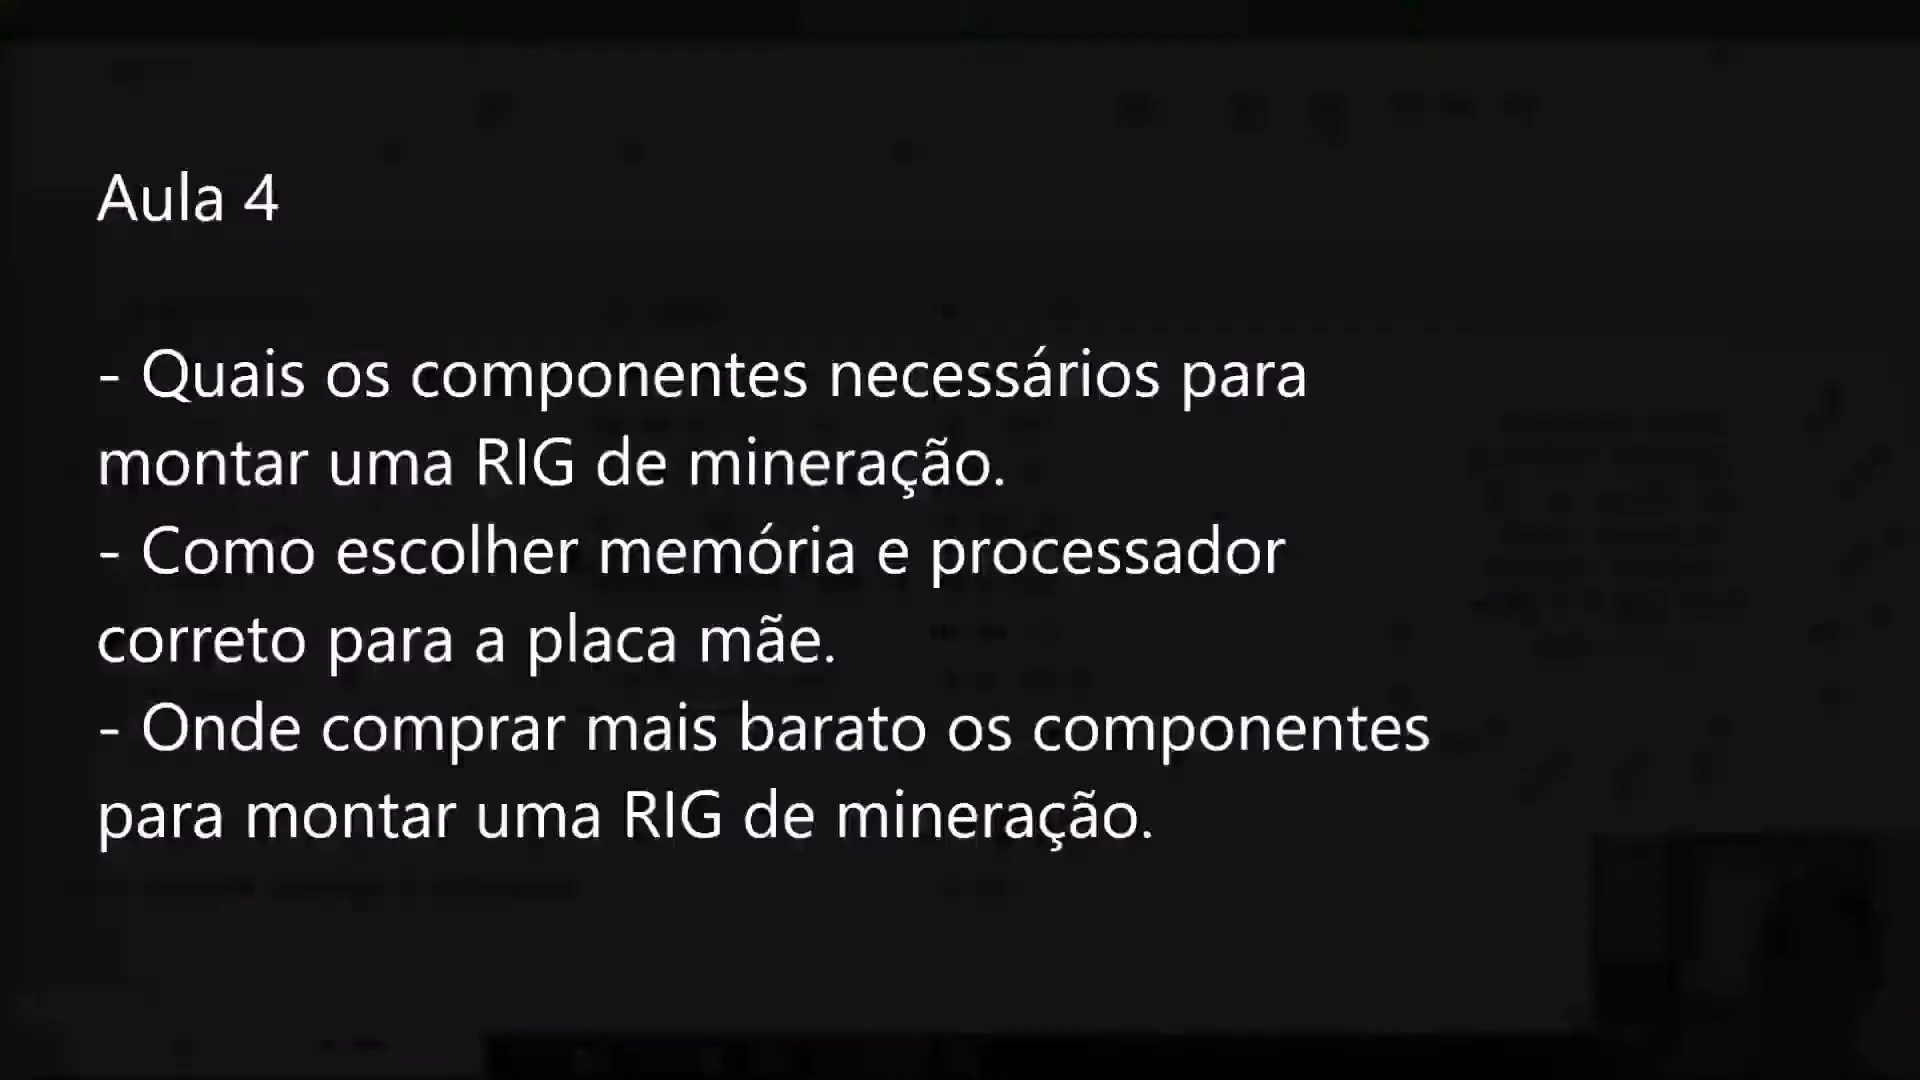 Aula 4
- Quais os componentes necessários para
montar uma RIG de mineração.
- Como escolher memória e processador
correto para a placa mãe.
- Onde comprar mais barato os componentes
para montar uma RIG de mineração.